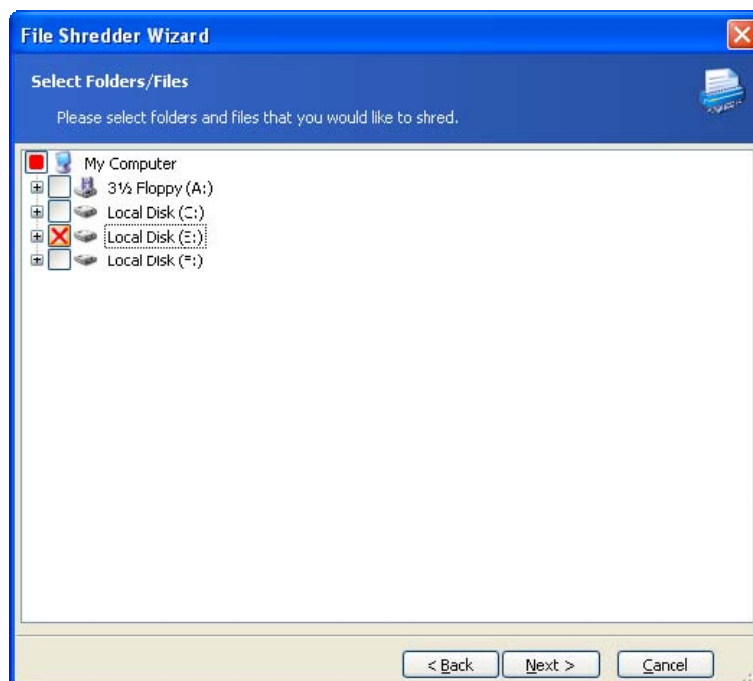 File Shredder Wizard
Select Folders/Files
Please select folders and files that you would like to shred.
My Computer
3½ Floppy (A:)
Local Disk (C:)
Local Disk (E:)
Local Disk (F:)
< Back Next > Cancel